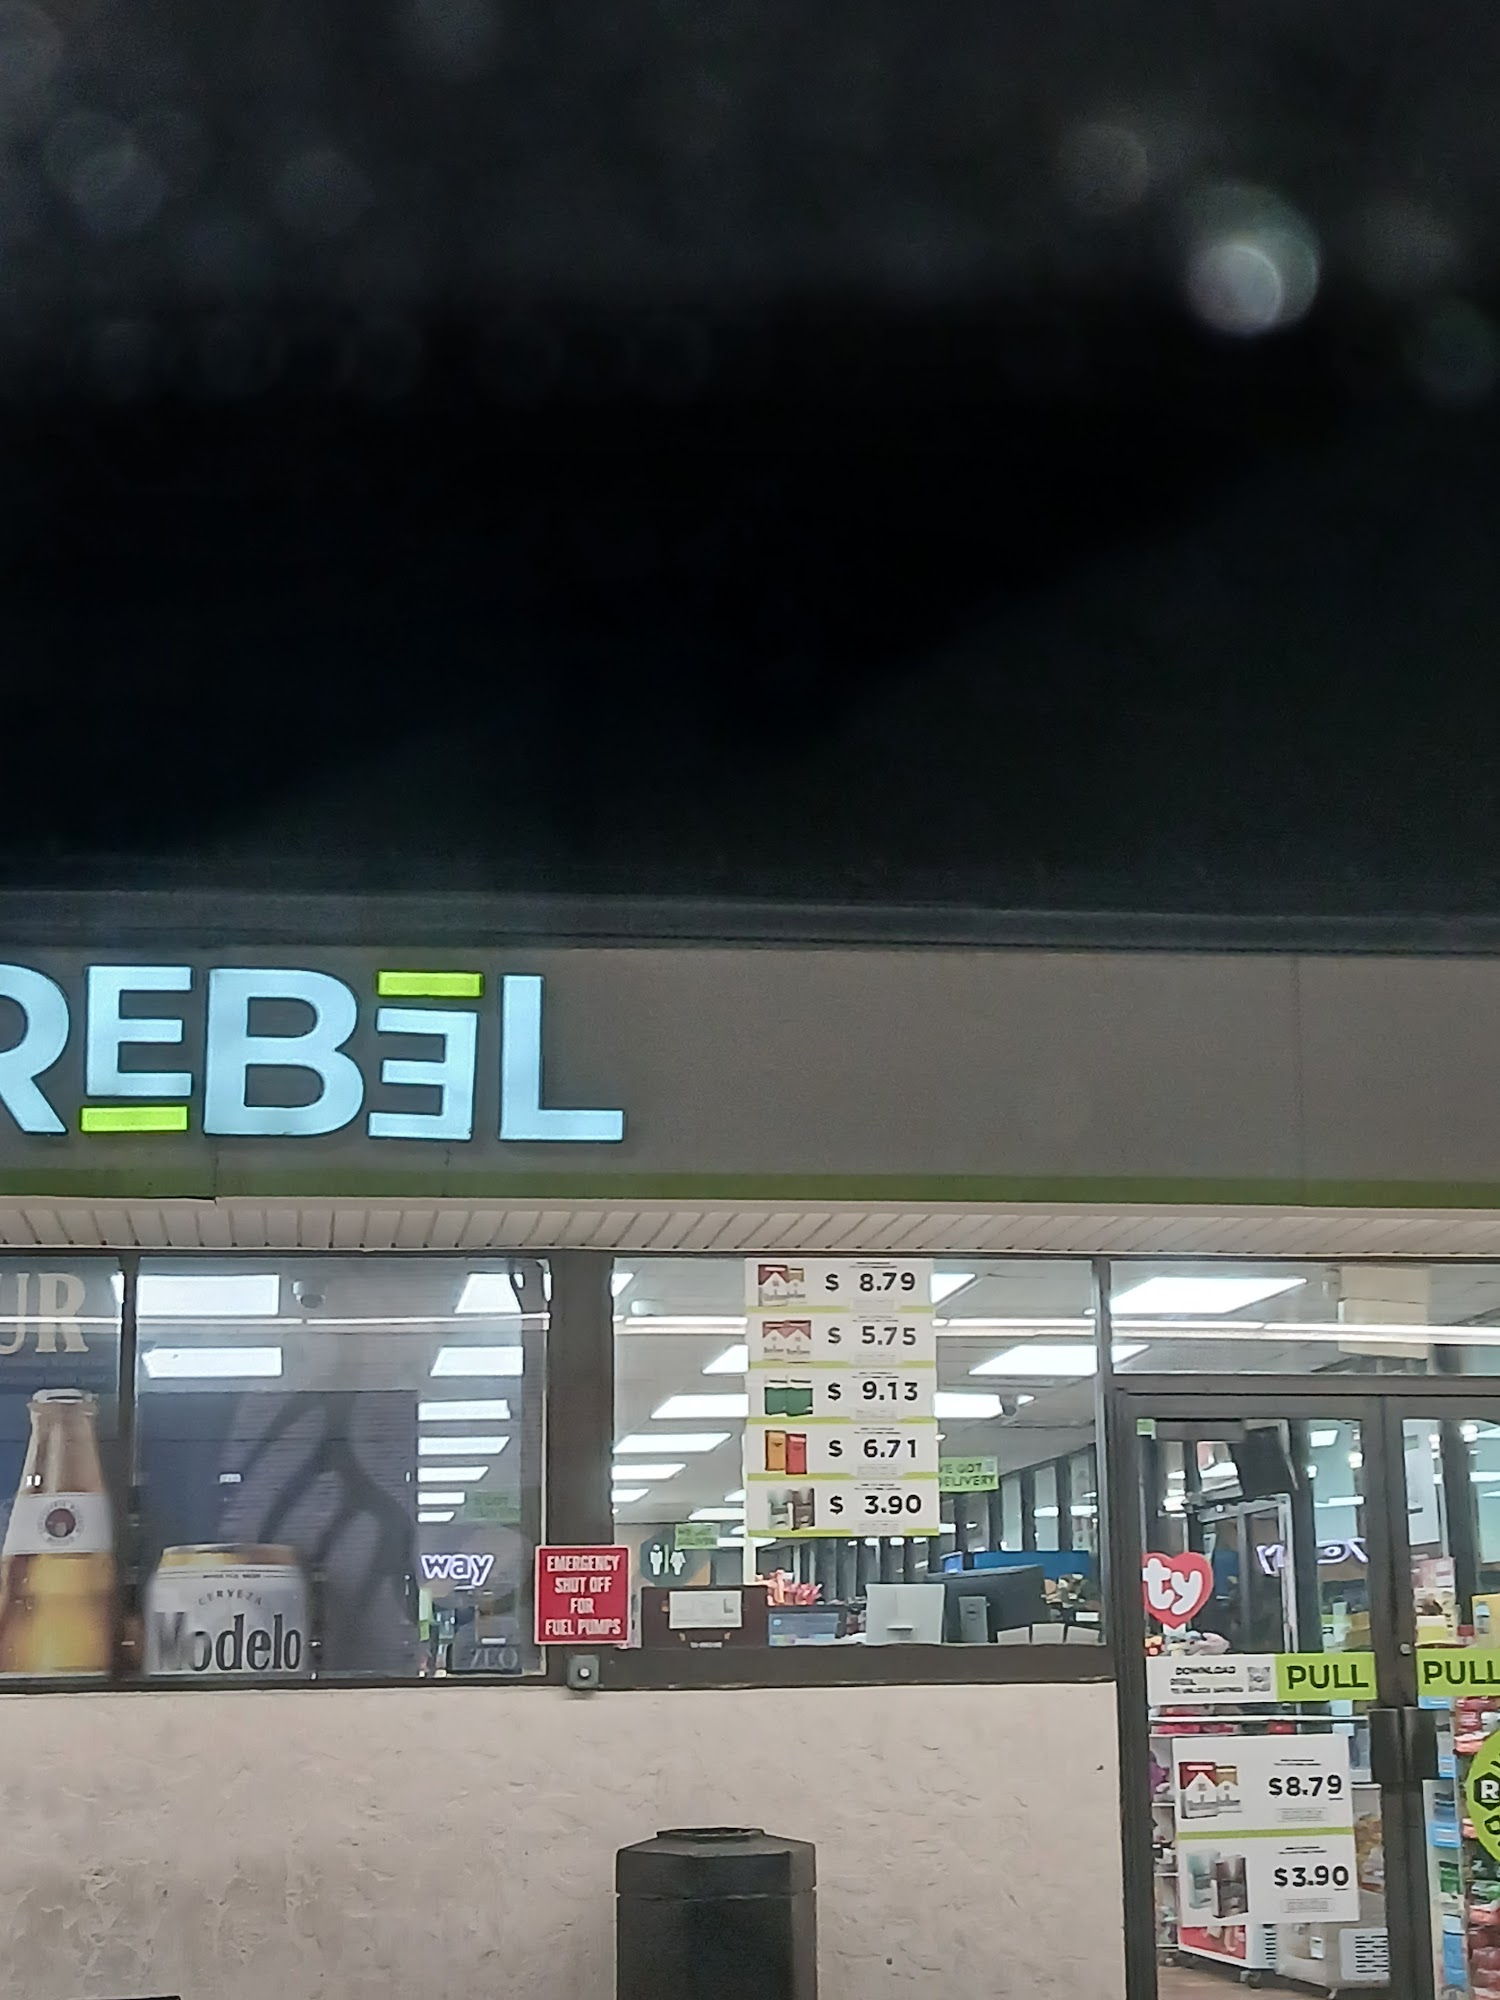 REBEL
UR
$ 8.79
$ 5.75
$ 9.13
$ 6.71
$ 3.90
WE GOT
DELIVERY
way
EMERGENCY
SHUT OFF
FOR
FUEL PUMPS
CERVEZA
Modelo
ty
DOWNLOAD
PULL
PULL
$8.79
$3.90
R